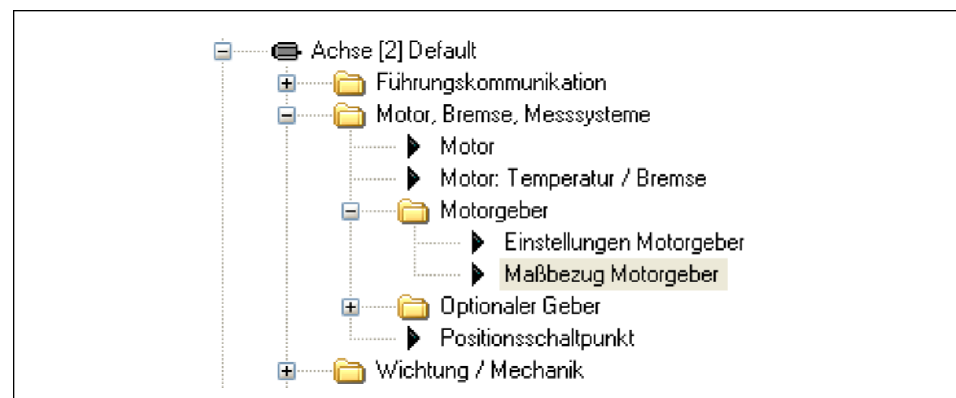 Achse [2] Default
Führungskommunikation
Motor, Bremse, Messsysteme
Motor
Motor: Temperatur / Bremse
Motorgeber
Einstellungen Motorgeber
Maßbezug Motorgeber
Optionaler Geber
Positionsschaltpunkt
Wichtung / Mechanik